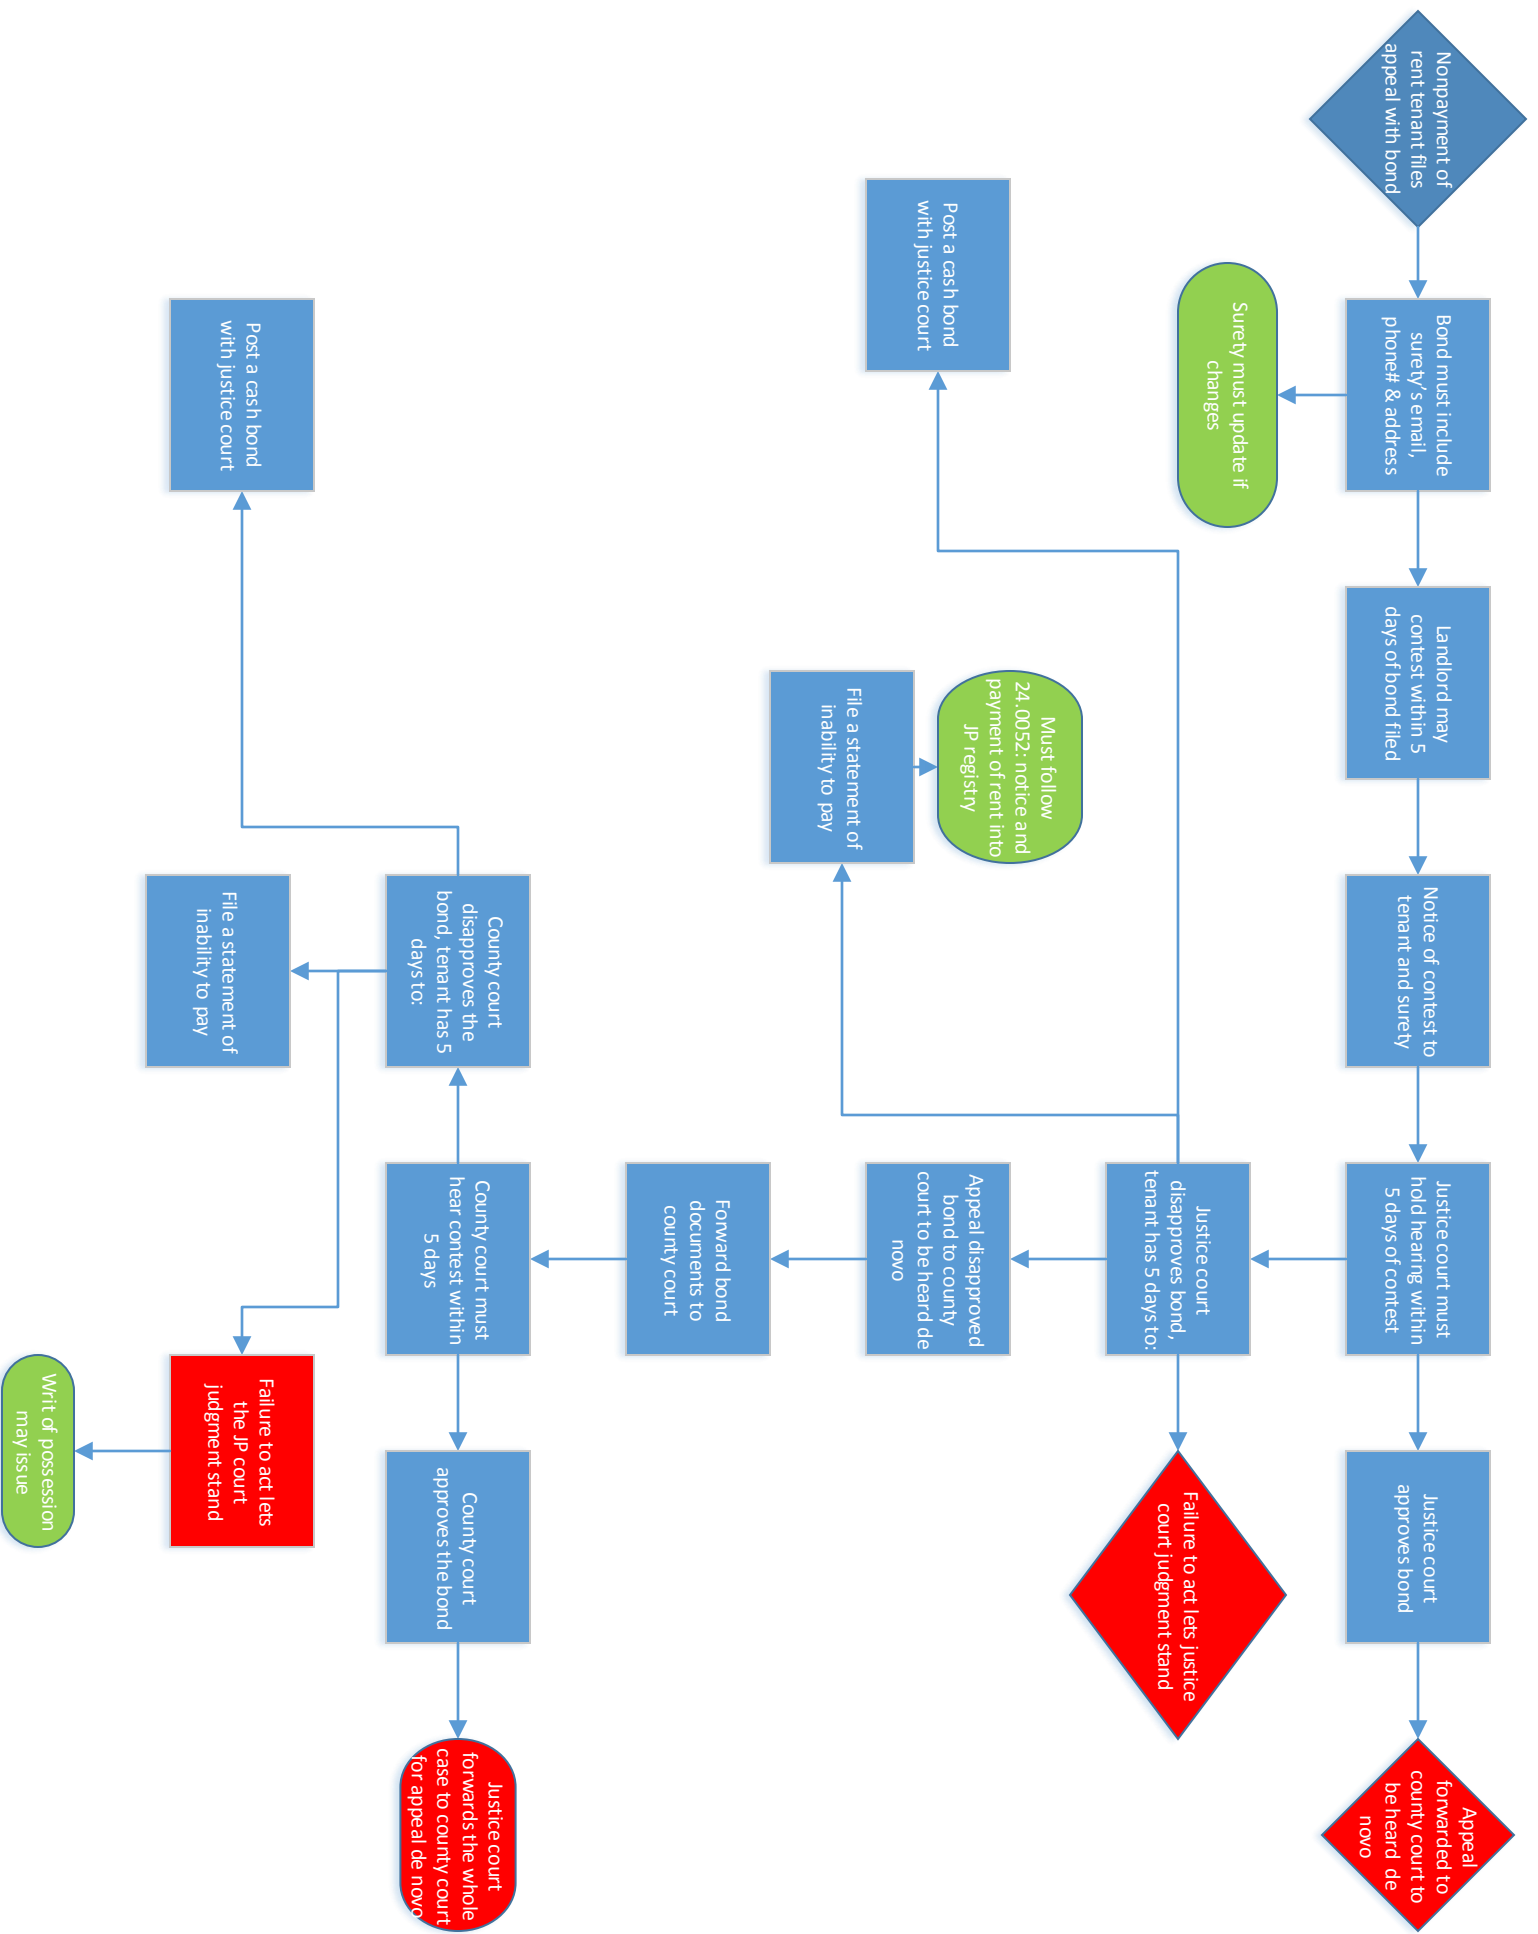 Nonpayment of
rent tenant files
appeal with bond
Bond must include
surety's email,
phone# & address
Landlord may
contest within 5
days of bond filed
Notice of contest to
tenant and surety
Justice court must
hold hearing within
5 days of contest
Justice court
approves bond
Appeal
forwarded to
county court to
be heard de
novo
Surety must update if
changes
Justice court
disapproves bond,
tenant has 5 days to:
Failure to act lets justice
court judgment stand
Post a cash bond
with justice court
Must follow
24.0052: notice and
payment of rent into
JP registry
File a statement of
inability to pay
Appeal disapproved
bond to county
court to be heard de
novo
Forward bond
documents to
county court
County court
disapproves the
bond, tenant has 5
days to:
County court must
hear contest within
5 days
County court
approves the bond
Justice court
forwards the whole
case to county court
for appeal de novo
Post a cash bond
with justice court
File a statement of
inability to pay
Failure to act lets
the JP court
judgment stand
Writ of possession
may issue